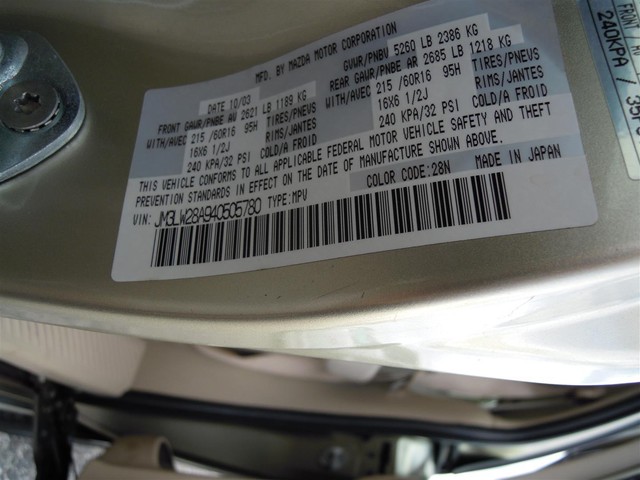 MFD. BY MAZDA MOTOR CORPORATION
DATE 10/03 GVWR/PNBV 5260 LB 2386 KG
FRONT GAWR/PNBE AV 2621 LB 1189 KG REAR GAWR/PNBE AR 2685 LB 1218 KG
WITH/AVEC 215 /60R16 95H TIRES/PNEUS WITH/AVEC 215 /60R16 95H TIRES/PNEUS
16X6 1/2J RIMS/JANTES 16X6 1/2J RIMS/JANTES
240 KPA/32 PSI COLD/A FROID 240 KPA/32 PSI COLD/A FROID
THIS VEHICLE CONFORMS TO ALL APPLICABLE FEDERAL MOTOR VEHICLE SAFETY AND THEFT
PREVENTION STANDARDS IN EFFECT ON THE DATE OF MANUFACTURE SHOWN ABOVE.
VIN: JM3LW28A940505780 TYPE:MPV COLOR CODE:28N MADE IN JAPAN
FRONT
240KPA